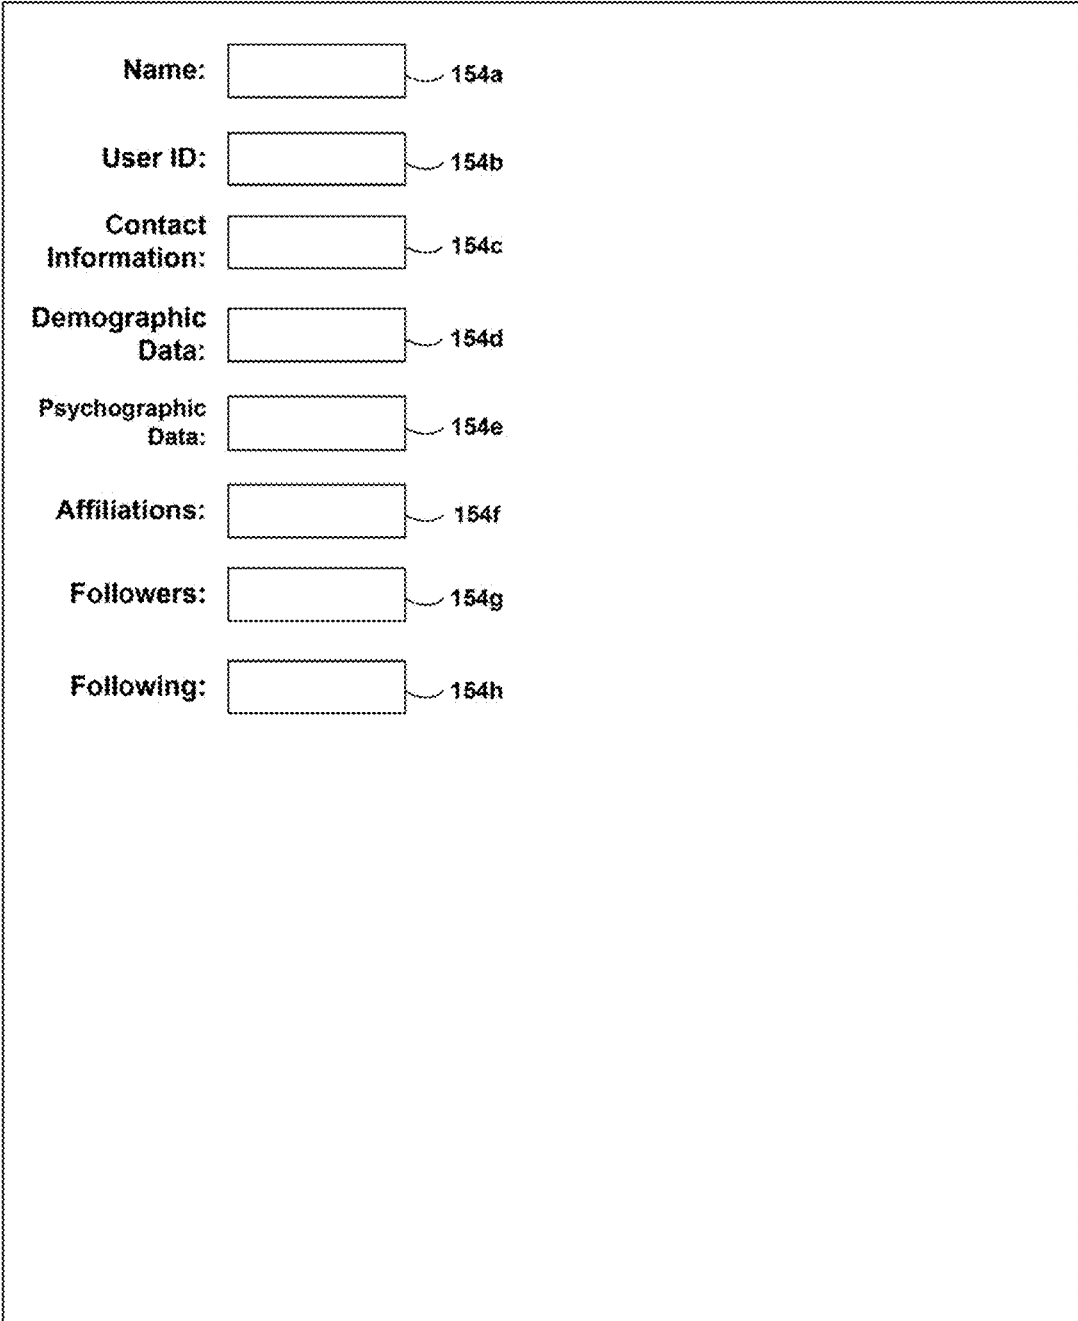 Name: 154a
User ID: 154b
Contact
Information: 154c
Demographic
Data: 154d
Psychographic
Data: 154e
Affiliations: 154f
Followers: 154g
Following: 154h